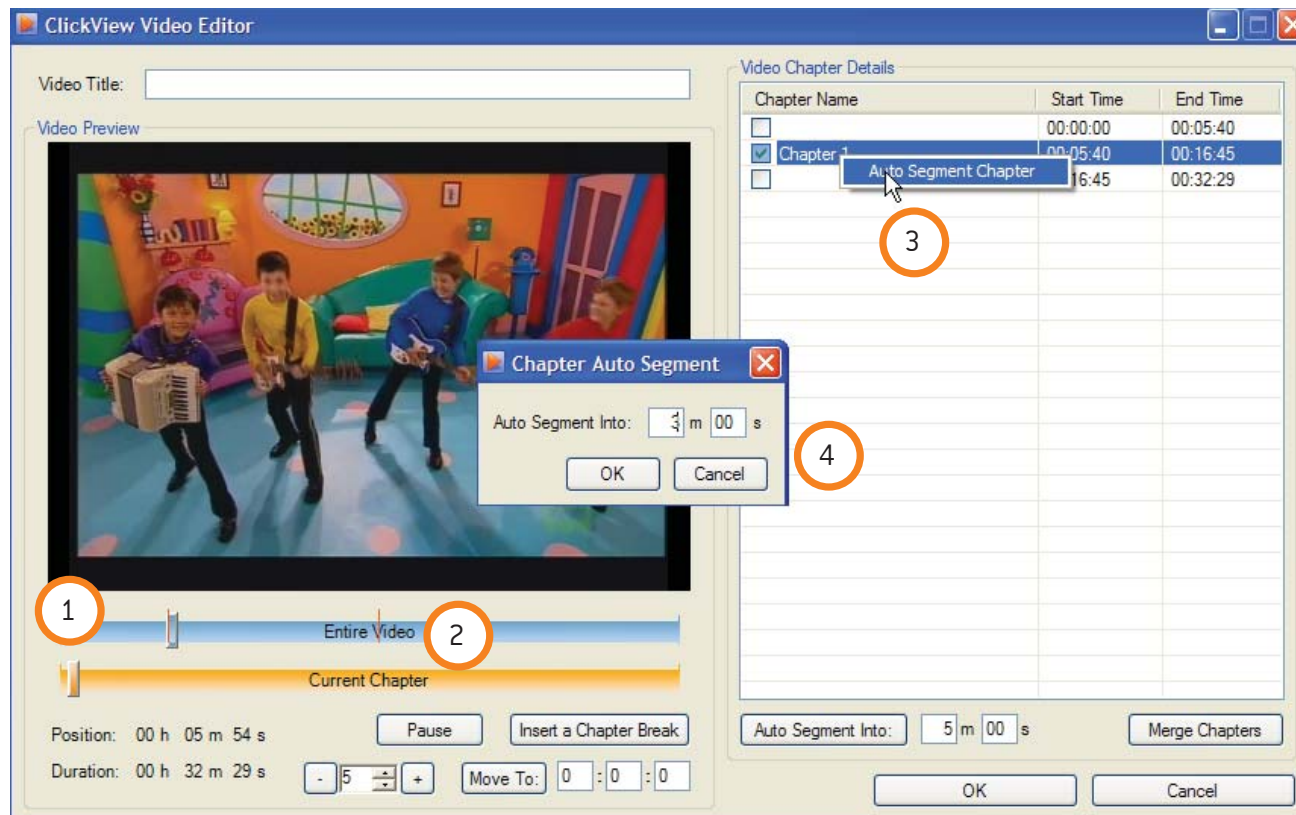 ClickView Video Editor
Video Title:
Video Preview
1
Entire Video
2
Current Chapter
Position: 00 h 05 m 54 s
Pause
Insert a Chapter Break
Duration: 00 h 32 m 29 s
- 5 +
Move To: 0 : 0 : 0
Chapter Auto Segment
Auto Segment Into: 3 m 00 s
OK Cancel
4
Video Chapter Details
Chapter Name Start Time End Time
00:00:00 00:05:40
Chapter 1 00:05:40 00:16:45
Auto Segment Chapter
16:45 00:32:29
3
Auto Segment Into: 5 m 00 s
Merge Chapters
OK Cancel